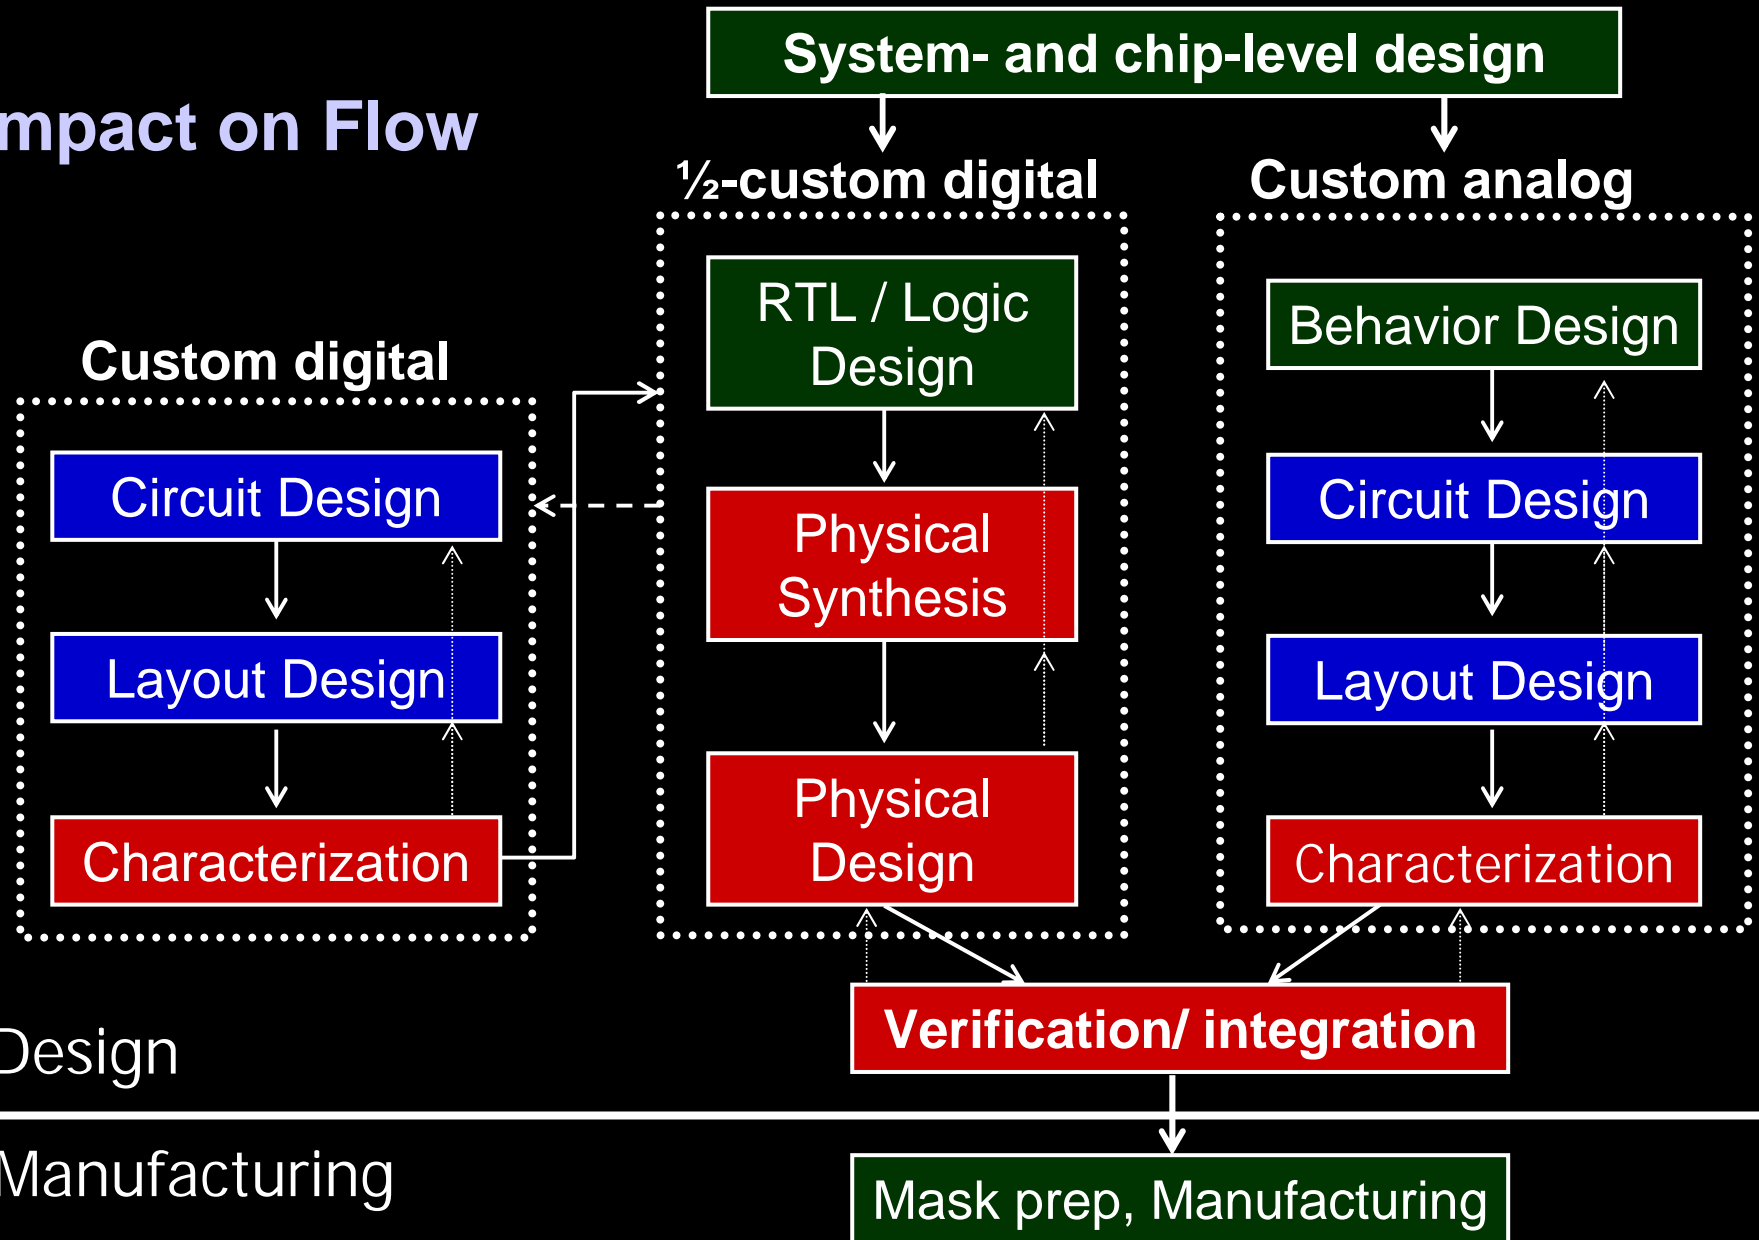 System- and chip-level design
mpact on Flow
½-custom digital
Custom analog
RTL / Logic
Design
Behavior Design
Custom digital
Circuit Design
Circuit Design
Physical
Synthesis
Layout Design
Layout Design
Physical
Design
Characterization
Characterization
Verification/ integration
Design
Manufacturing
Mask prep, Manufacturing